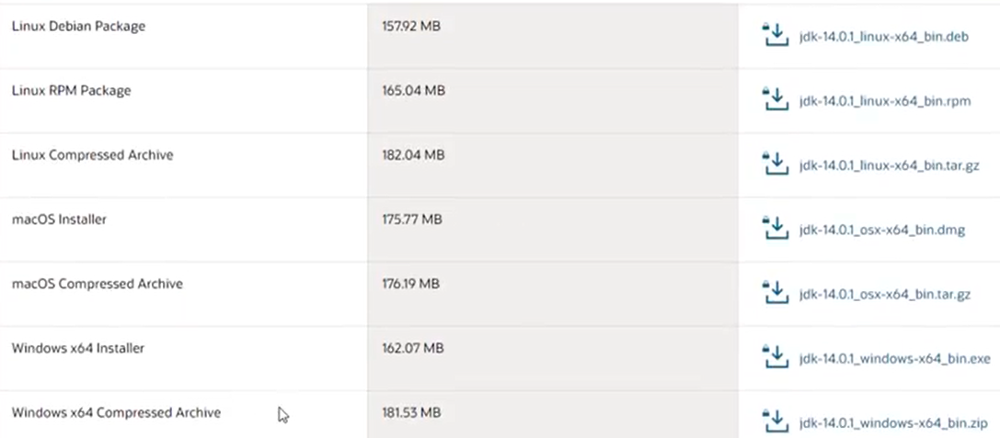 Linux Debian Package 157.92 MB jdk-14.0.1_linux-x64_bin.deb
Linux RPM Package 165.04 MB jdk-14.0.1_linux-x64_bin.rpm
Linux Compressed Archive 182.04 MB jdk-14.0.1_linux-x64_bin.tar.gz
macOS Installer 175.77 MB jdk-14.0.1_osx-x64_bin.dmg
macOS Compressed Archive 176.19 MB jdk-14.0.1_osx-x64_bin.tar.gz
Windows x64 Installer 162.07 MB jdk-14.0.1_windows-x64_bin.exe
Windows x64 Compressed Archive 181.53 MB jdk-14.0.1_windows-x64_bin.zip